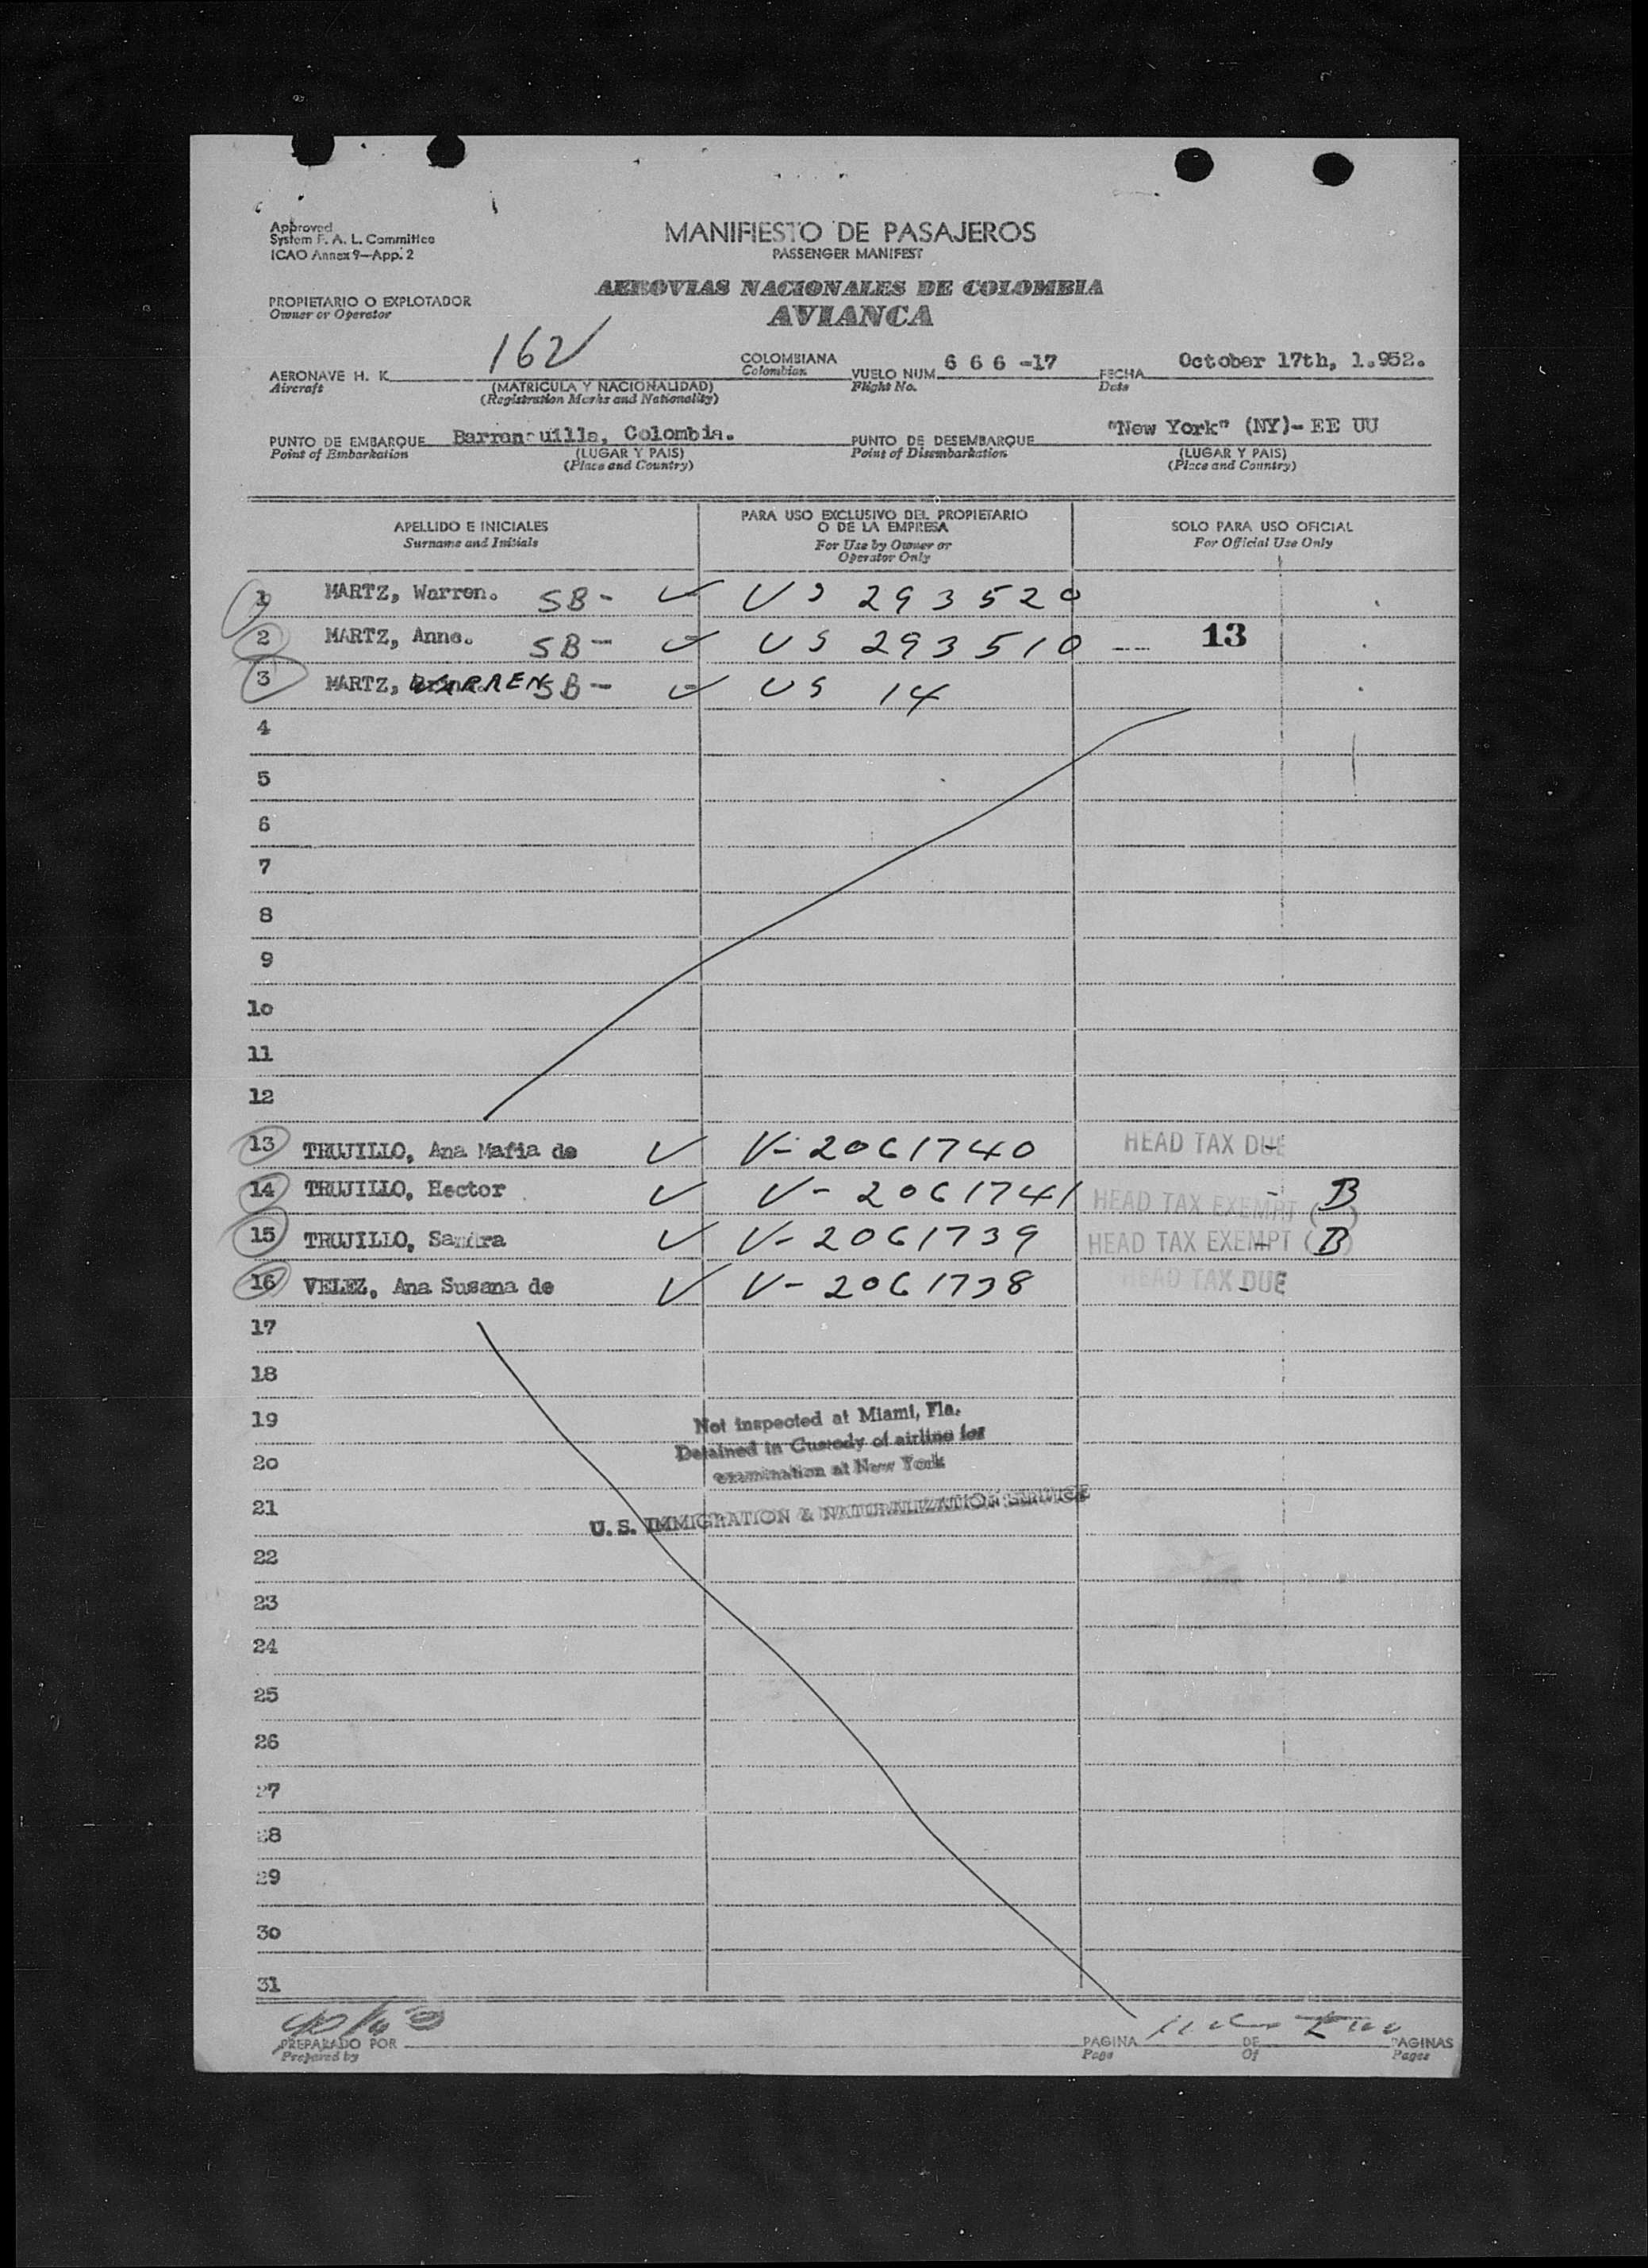 Approved
System F. A. L. Committee
ICAO Annex 9—App. 2
MANIFIESTO DE PASAJEROS
PASSENGER MANIFEST
PROPIETARIO O EXPLOTADOR
Owner or Operator
AEROVIAS NACIONALES DE COLOMBIA
AVIANCA
AERONAVE H. K. 162
Aircraft
(MATRICULA Y NACIONALIDAD)
(Registration Marks and Nationality)
COLOMBIANA
Colombian
VUELO NUM. 6 6 6 -17
Flight No.
FECHA October 17th, 1.952.
Date
PUNTO DE EMBARQUE Barranquilla, Colombia.
Point of Embarkation
(LUGAR Y PAIS)
(Place and Country)
PUNTO DE DESEMBARQUE "New York" (NY)- EE UU
Point of Disembarkation
(LUGAR Y PAIS)
(Place and Country)
APELLIDO E INICIALES
Surname and Initials
PARA USO EXCLUSIVO DEL PROPIETARIO
O DE LA EMPRESA
For Use by Owner or
Operator Only
SOLO PARA USO OFICIAL
For Official Use Only
1 MARTZ, Warren. SB- ✓ US 293520
2 MARTZ, Anne. SB- ✓ US 293510 13
3 MARTZ, WARREN SB- ✓ US 14
4
5
6
7
8
9
10
11
12
13 TRUJILLO, Ana Mafia de ✓ V-2061740 HEAD TAX DUE
14 TRUJILLO, Hector ✓ V-2061741 HEAD TAX EXEMPT (B)
15 TRUJILLO, Sandra ✓ V-2061739 HEAD TAX EXEMPT (B)
16 VELEZ, Ana Susana de ✓ V-2061738 HEAD TAX DUE
17
18
19
20
21
22
23
24
25
26
27
28
29
30
31
Not inspected at Miami, Fla.
Detained in Custody of airline for
examination at New York
U. S. IMMIGRATION & NATURALIZATION SERVICE
PREPARADO POR
Prepared by
PAGINA DE PAGINAS
Page Of Pages